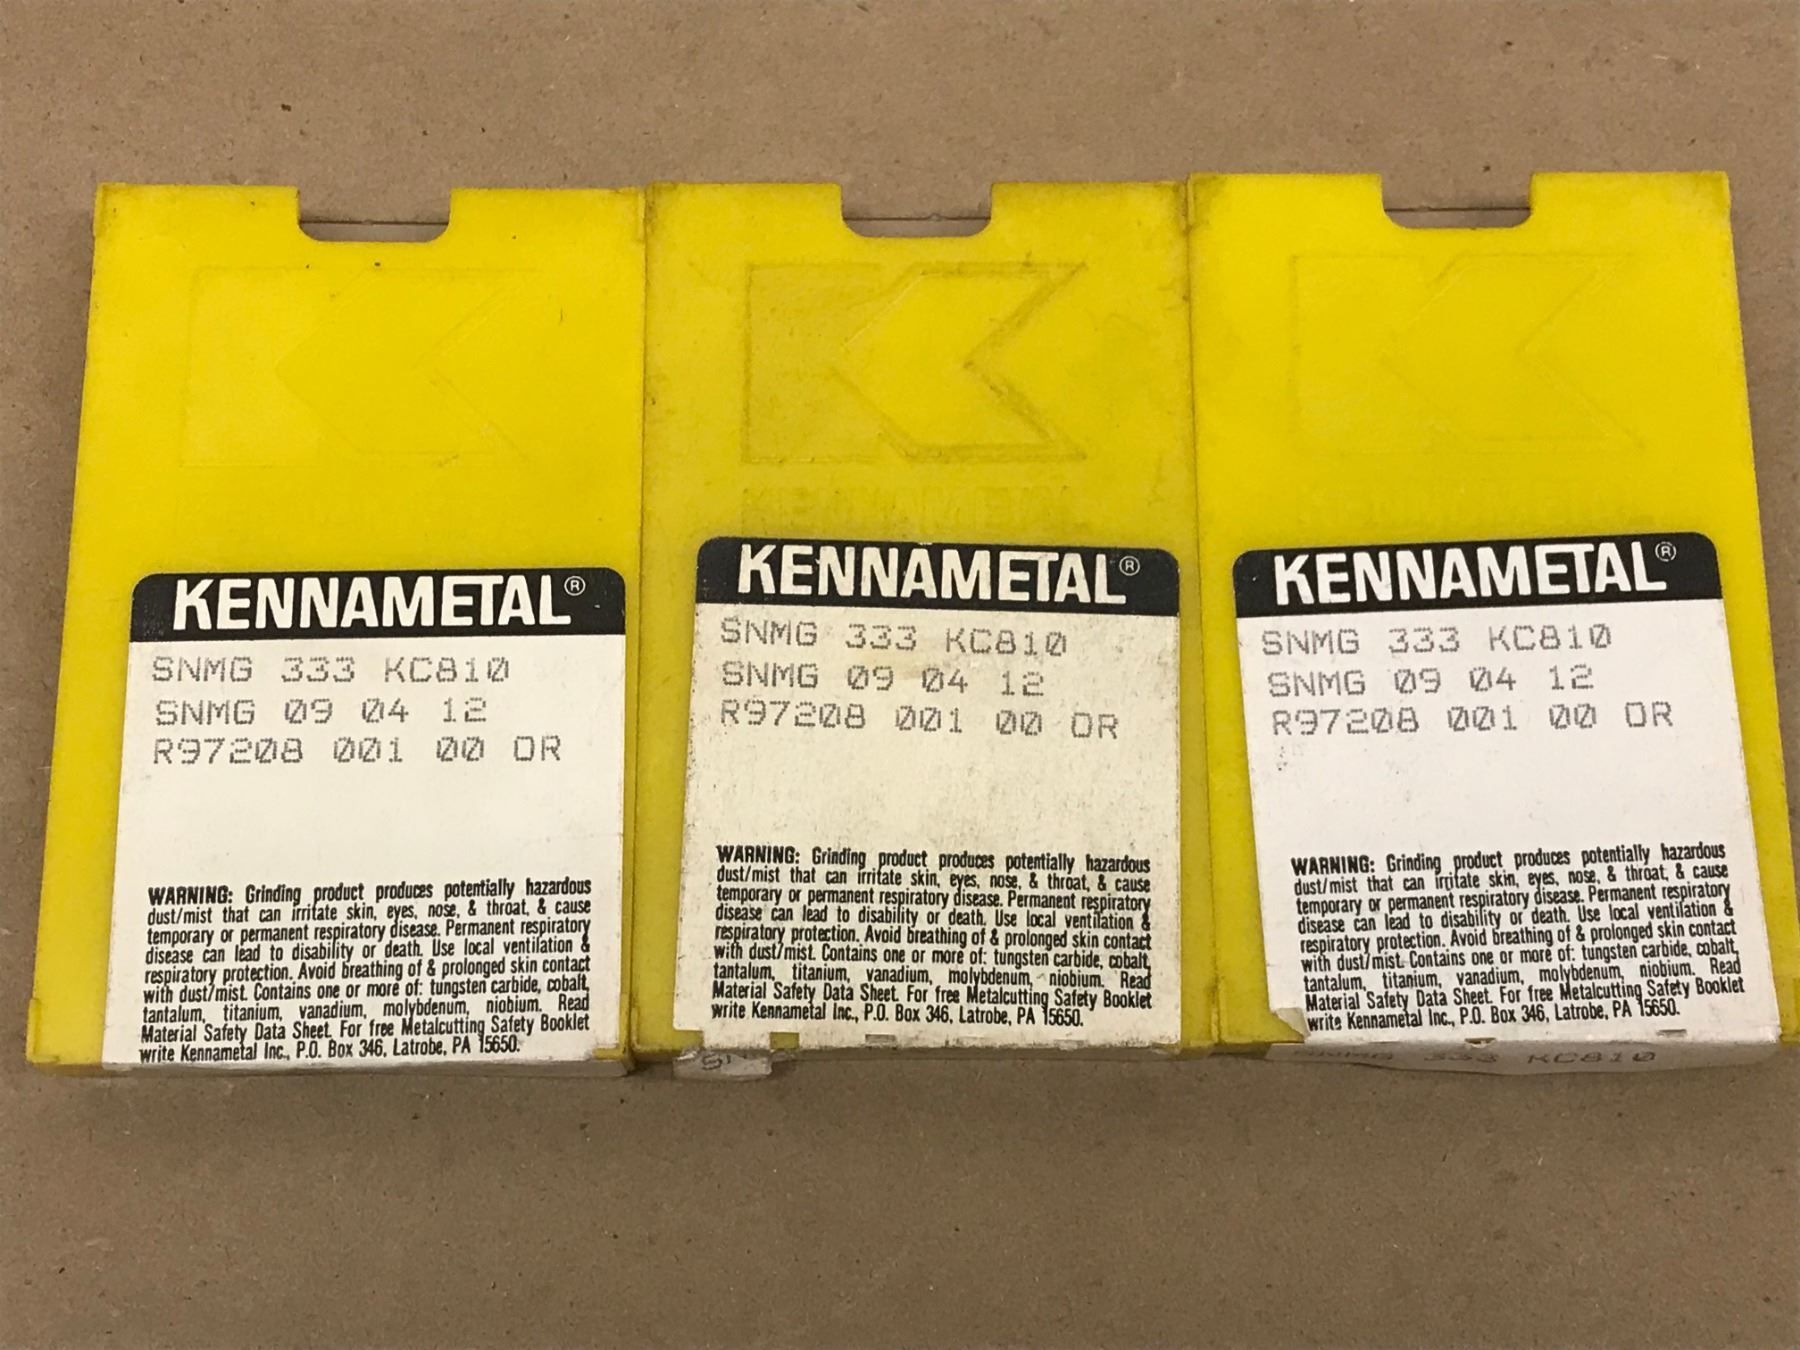 KENNAMETAL®
SNMG 333 KC810
SNMG 09 04 12
R97208 001 00 OR
WARNING: Grinding product produces potentially hazardous
dust/mist that can irritate skin, eyes, nose, & throat, & cause
temporary or permanent respiratory disease. Permanent respiratory
disease can lead to disability or death. Use local ventilation &
respiratory protection. Avoid breathing of & prolonged skin contact
with dust/mist. Contains one or more of: tungsten carbide, cobalt,
tantalum, titanium, vanadium, molybdenum, niobium. Read
Material Safety Data Sheet. For free Metalcutting Safety Booklet
write Kennametal Inc., P.O. Box 346, Latrobe, PA 15650.
KENNAMETAL
KENNAMETAL®
SNMG 333 KC810
SNMG 09 04 12
R97208 001 00 OR
WARNING: Grinding product produces potentially hazardous
dust/mist that can irritate skin, eyes, nose, & throat, & cause
temporary or permanent respiratory disease. Permanent respiratory
disease can lead to disability or death. Use local ventilation &
respiratory protection. Avoid breathing of & prolonged skin contact
with dust/mist. Contains one or more of: tungsten carbide, cobalt,
tantalum, titanium, vanadium, molybdenum, niobium. Read
Material Safety Data Sheet. For free Metalcutting Safety Booklet
write Kennametal Inc., P.O. Box 346, Latrobe, PA 15650.
SN
KENNAMETAL®
SNMG 333 KC810
SNMG 09 04 12
R97208 001 00 OR
WARNING: Grinding product produces potentially hazardous
dust/mist that can irritate skin, eyes, nose, & throat, & cause
temporary or permanent respiratory disease. Permanent respiratory
disease can lead to disability or death. Use local ventilation &
respiratory protection. Avoid breathing of & prolonged skin contact
with dust/mist. Contains one or more of: tungsten carbide, cobalt,
tantalum, titanium, vanadium, molybdenum, niobium. Read
Material Safety Data Sheet. For free Metalcutting Safety Booklet
write Kennametal Inc., P.O. Box 346, Latrobe, PA 15650.
SNMG 333 KC810